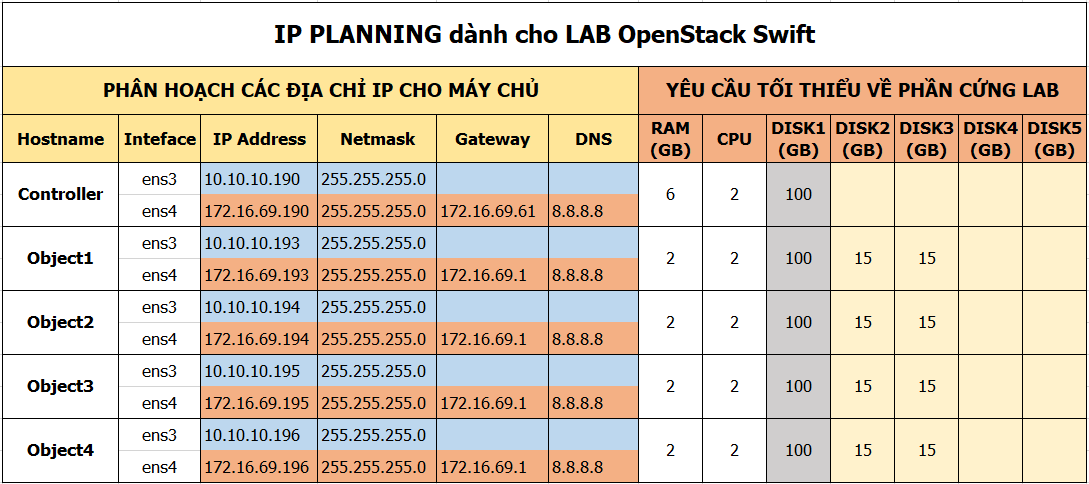 IP PLANNING dành cho LAB OpenStack Swift
PHÂN HOẠCH CÁC ĐỊA CHỈ IP CHO MÁY CHỦ YÊU CẦU TỐI THIỂU VỀ PHẦN CỨNG LAB
Hostname Inteface IP Address Netmask Gateway DNS RAM (GB) CPU DISK1 (GB) DISK2 (GB) DISK3 (GB) DISK4 (GB) DISK5 (GB)
Controller ens3 10.10.10.190 255.255.255.0 6 2 100
ens4 172.16.69.190 255.255.255.0 172.16.69.61 8.8.8.8
Object1 ens3 10.10.10.193 255.255.255.0 2 2 100 15 15
ens4 172.16.69.193 255.255.255.0 172.16.69.1 8.8.8.8
Object2 ens3 10.10.10.194 255.255.255.0 2 2 100 15 15
ens4 172.16.69.194 255.255.255.0 172.16.69.1 8.8.8.8
Object3 ens3 10.10.10.195 255.255.255.0 2 2 100 15 15
ens4 172.16.69.195 255.255.255.0 172.16.69.1 8.8.8.8
Object4 ens3 10.10.10.196 255.255.255.0 2 2 100 15 15
ens4 172.16.69.196 255.255.255.0 172.16.69.1 8.8.8.8